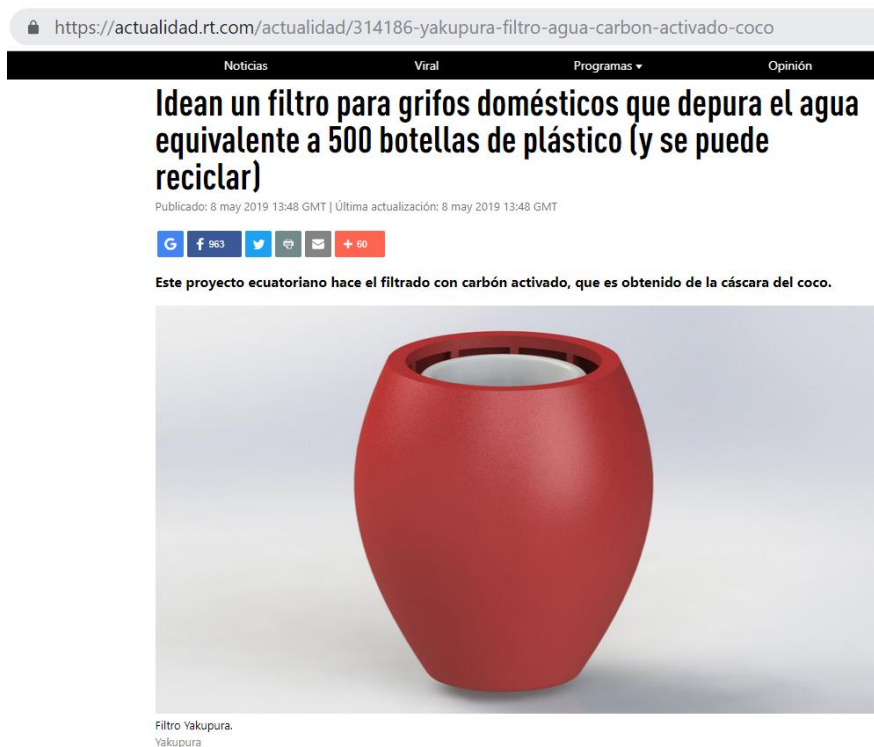 https://actualidad.rt.com/actualidad/314186-yakupura-filtro-agua-carbon-activado-coco
Noticias Viral Programas ▾ Opinión
Idean un filtro para grifos domésticos que depura el agua
equivalente a 500 botellas de plástico (y se puede
reciclar)
Publicado: 8 may 2019 13:48 GMT | Última actualización: 8 may 2019 13:48 GMT
G f 963 + 60
Este proyecto ecuatoriano hace el filtrado con carbón activado, que es obtenido de la cáscara del coco.
Filtro Yakupura.
Yakupura